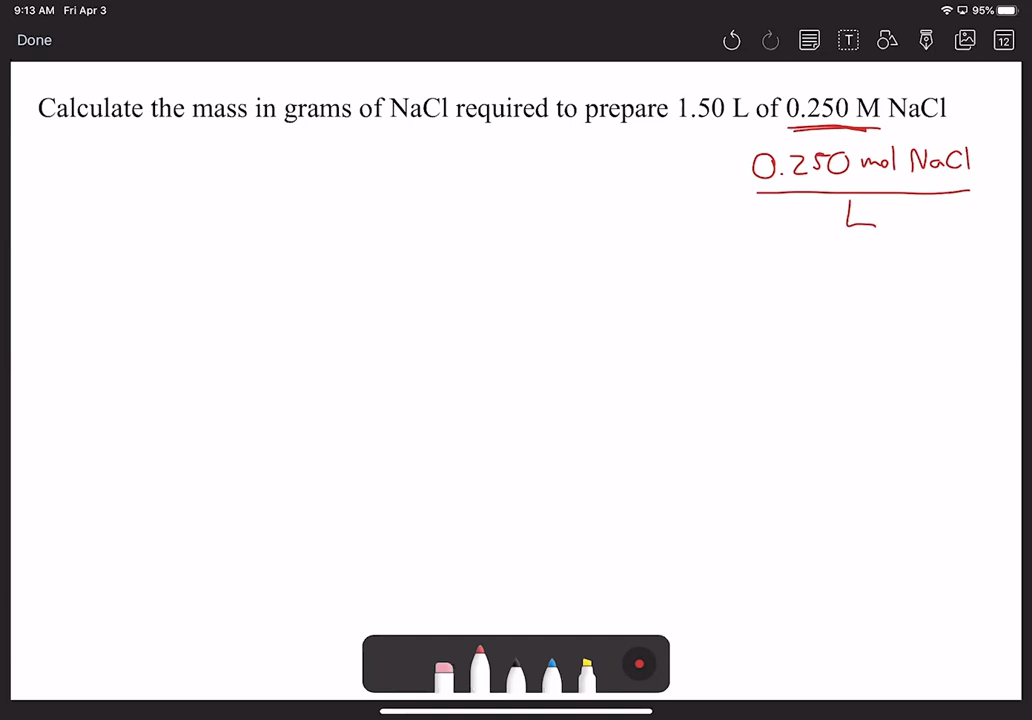 9:13 AM Fri Apr 3 95%
Done
T
12
Calculate the mass in grams of NaCl required to prepare 1.50 L of 0.250 M NaCl
0.250 mol NaCl
L